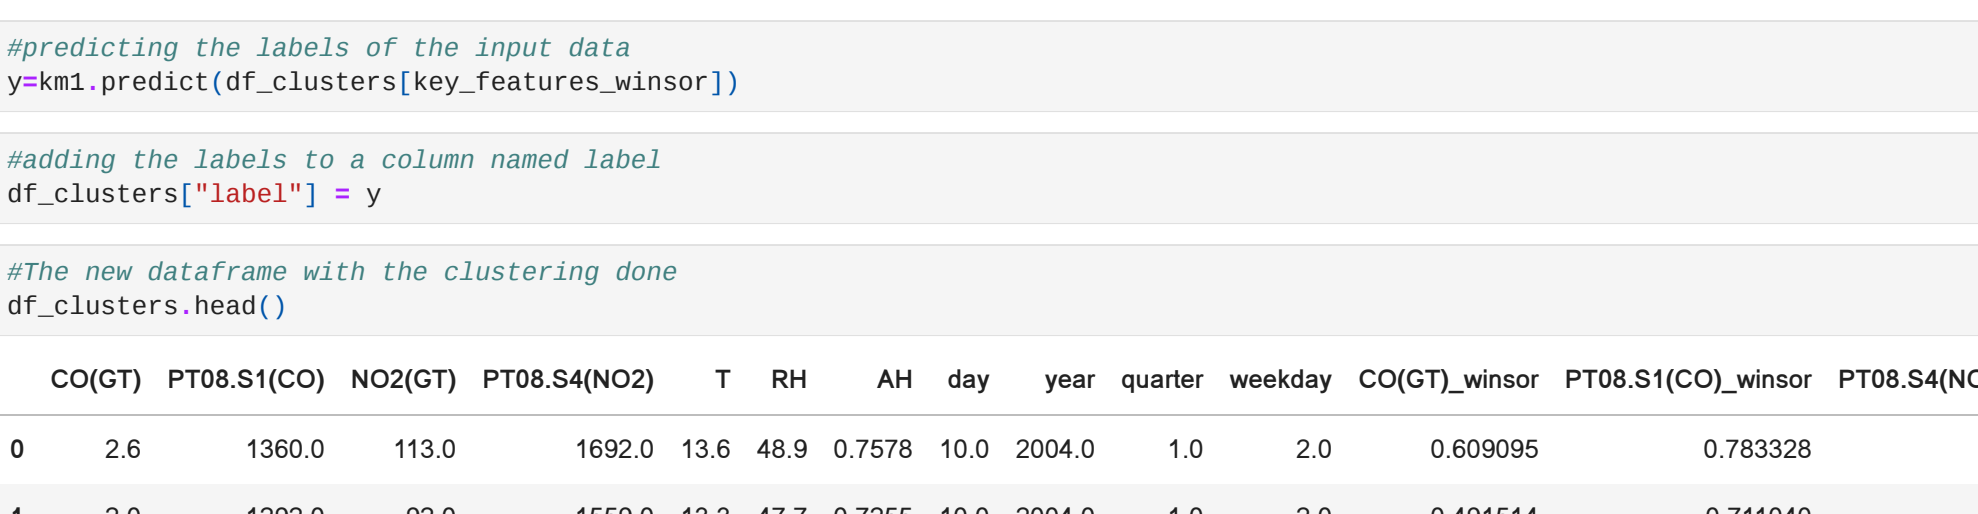 #predicting the labels of the input data
y=km1.predict(df_clusters[key_features_winsor])
#adding the labels to a column named label
df_clusters["label"] = y
#The new dataframe with the clustering done
df_clusters.head()
CO(GT) PT08.S1(CO) NO2(GT) PT08.S4(NO2) T RH AH day year quarter weekday CO(GT)_winsor PT08.S1(CO)_winsor PT08.S4(NO
0 2.6 1360.0 113.0 1692.0 13.6 48.9 0.7578 10.0 2004.0 1.0 2.0 0.609095 0.783328